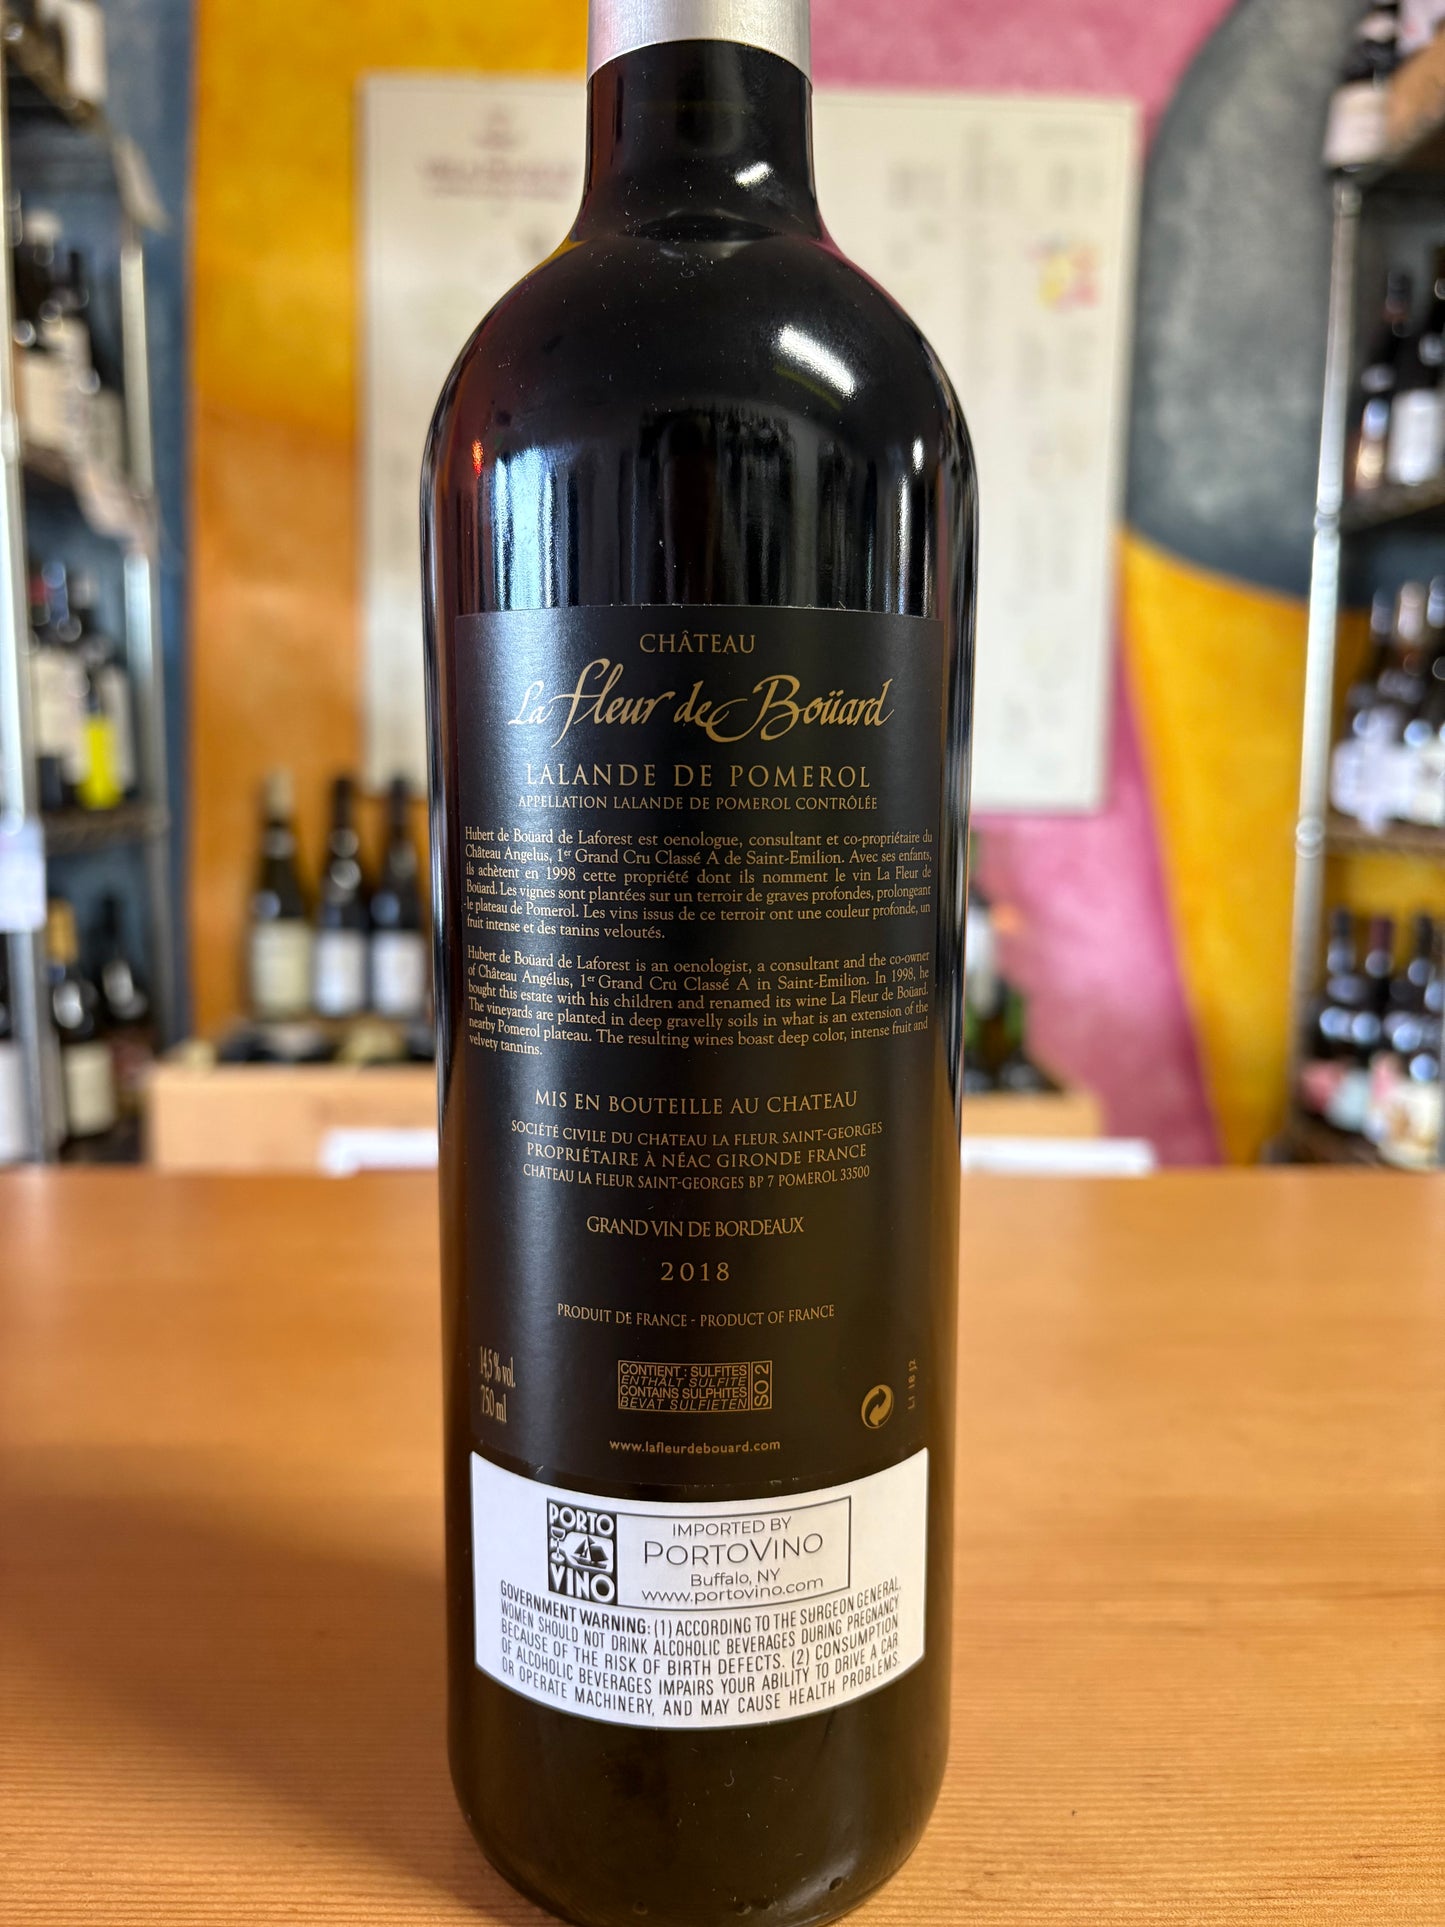 CHÂTEAU
La fleur de Boüard
LALANDE DE POMEROL
APPELLATION LALANDE DE POMEROL CONTRÔLÉE
Hubert de Boüard de Laforest est oenologue, consultant et co-propriétaire du
Château Angelus, 1er Grand Cru Classé A de Saint-Emilion. Avec ses enfants,
ils achètent en 1998 cette propriété dont ils nomment le vin La Fleur de
Boüard. Les vignes sont plantées sur un terroir de graves profondes, prolongeant
le plateau de Pomerol. Les vins issus de ce terroir ont une couleur profonde, un
fruit intense et des tanins veloutés.
Hubert de Boüard de Laforest is an oenologist, a consultant and the co-owner
of Château Angélus, 1er Grand Cru Classé A in Saint-Emilion. In 1998, he
bought this estate with his children and renamed its wine La Fleur de Boüard.
The vineyards are planted in deep gravelly soils in what is an extension of the
nearby Pomerol plateau. The resulting wines boast deep color, intense fruit and
velvety tannins.
MIS EN BOUTEILLE AU CHATEAU
SOCIÉTÉ CIVILE DU CHÂTEAU LA FLEUR SAINT-GEORGES
PROPRIÉTAIRE À NÉAC GIRONDE FRANCE
CHÂTEAU LA FLEUR SAINT-GEORGES BP 7 POMEROL 33500
GRAND VIN DE BORDEAUX
2018
PRODUIT DE FRANCE - PRODUCT OF FRANCE
14,5 % vol.
750 ml
CONTIENT : SULFITES
ENTHÄLT SULFITE
CONTAINS SULPHITES
BEVAT SULFIETEN
SO2
L1 18 J2
www.lafleurdebouard.com
PORTO
DEL
VINO
IMPORTED BY
PORTOVINO
Buffalo, NY
www.portovino.com
GOVERNMENT WARNING: (1) ACCORDING TO THE SURGEON GENERAL,
WOMEN SHOULD NOT DRINK ALCOHOLIC BEVERAGES DURING PREGNANCY
BECAUSE OF THE RISK OF BIRTH DEFECTS. (2) CONSUMPTION
OF ALCOHOLIC BEVERAGES IMPAIRS YOUR ABILITY TO DRIVE A CAR
OR OPERATE MACHINERY, AND MAY CAUSE HEALTH PROBLEMS.